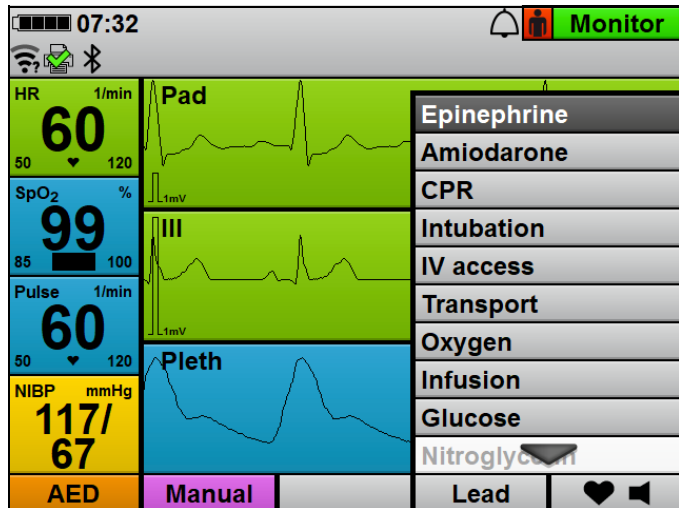 07:32
Monitor
HR 1/min
60
50 120
Pad
1mV
SpO2 %
99
85 100
III
1mV
Pulse 1/min
60
50 120
Pleth
NIBP mmHg
117/
67
Epinephrine
Amiodarone
CPR
Intubation
IV access
Transport
Oxygen
Infusion
Glucose
AED
Manual
Lead